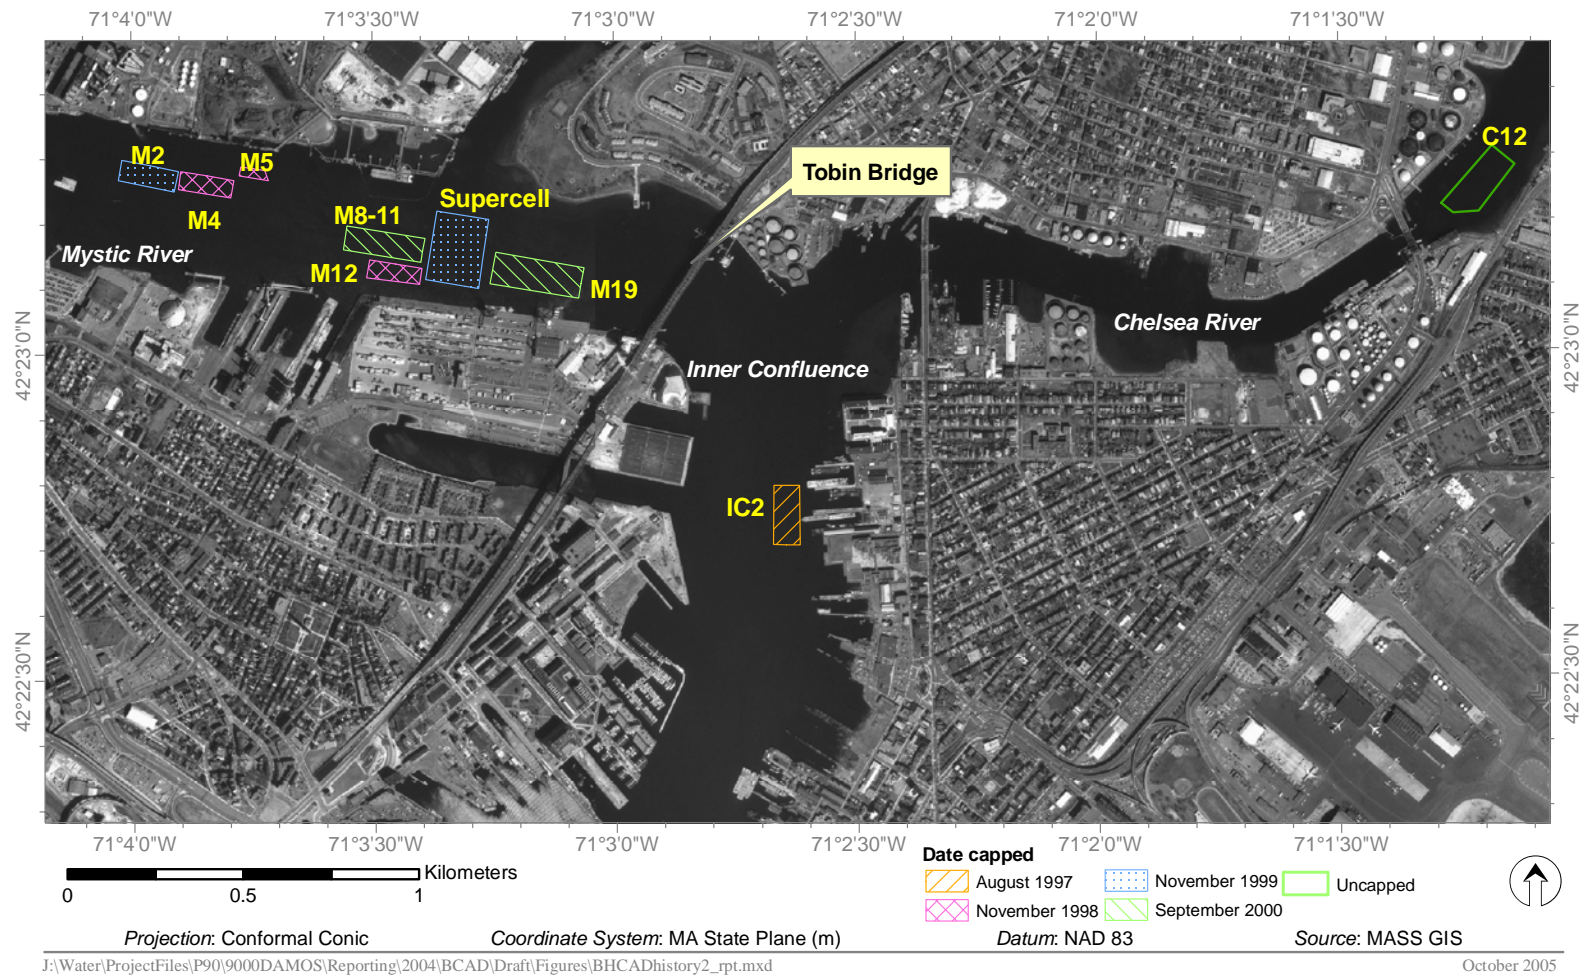 71°4'0"W 71°3'30"W 71°3'0"W 71°2'30"W 71°2'0"W 71°1'30"W
C12
M2 M5
Tobin Bridge
Supercell
M4 M8-11
Mystic River
M12 M19
42°23'0"N 42°23'0"N
Chelsea River
Inner Confluence
IC2
42°22'30"N 42°22'30"N
71°4'0"W 71°3'30"W 71°3'0"W 71°2'30"W 71°2'0"W 71°1'30"W
Kilometers
0 0.5 1
Date capped
August 1997 November 1999 Uncapped
November 1998 September 2000
Projection: Conformal Conic Coordinate System: MA State Plane (m) Datum: NAD 83 Source: MASS GIS
J:\Water\ProjectFiles\P90\9000DAMOS\Reporting\2004\BCAD\Draft\Figures\BHCADhistory2_rpt.mxd October 2005